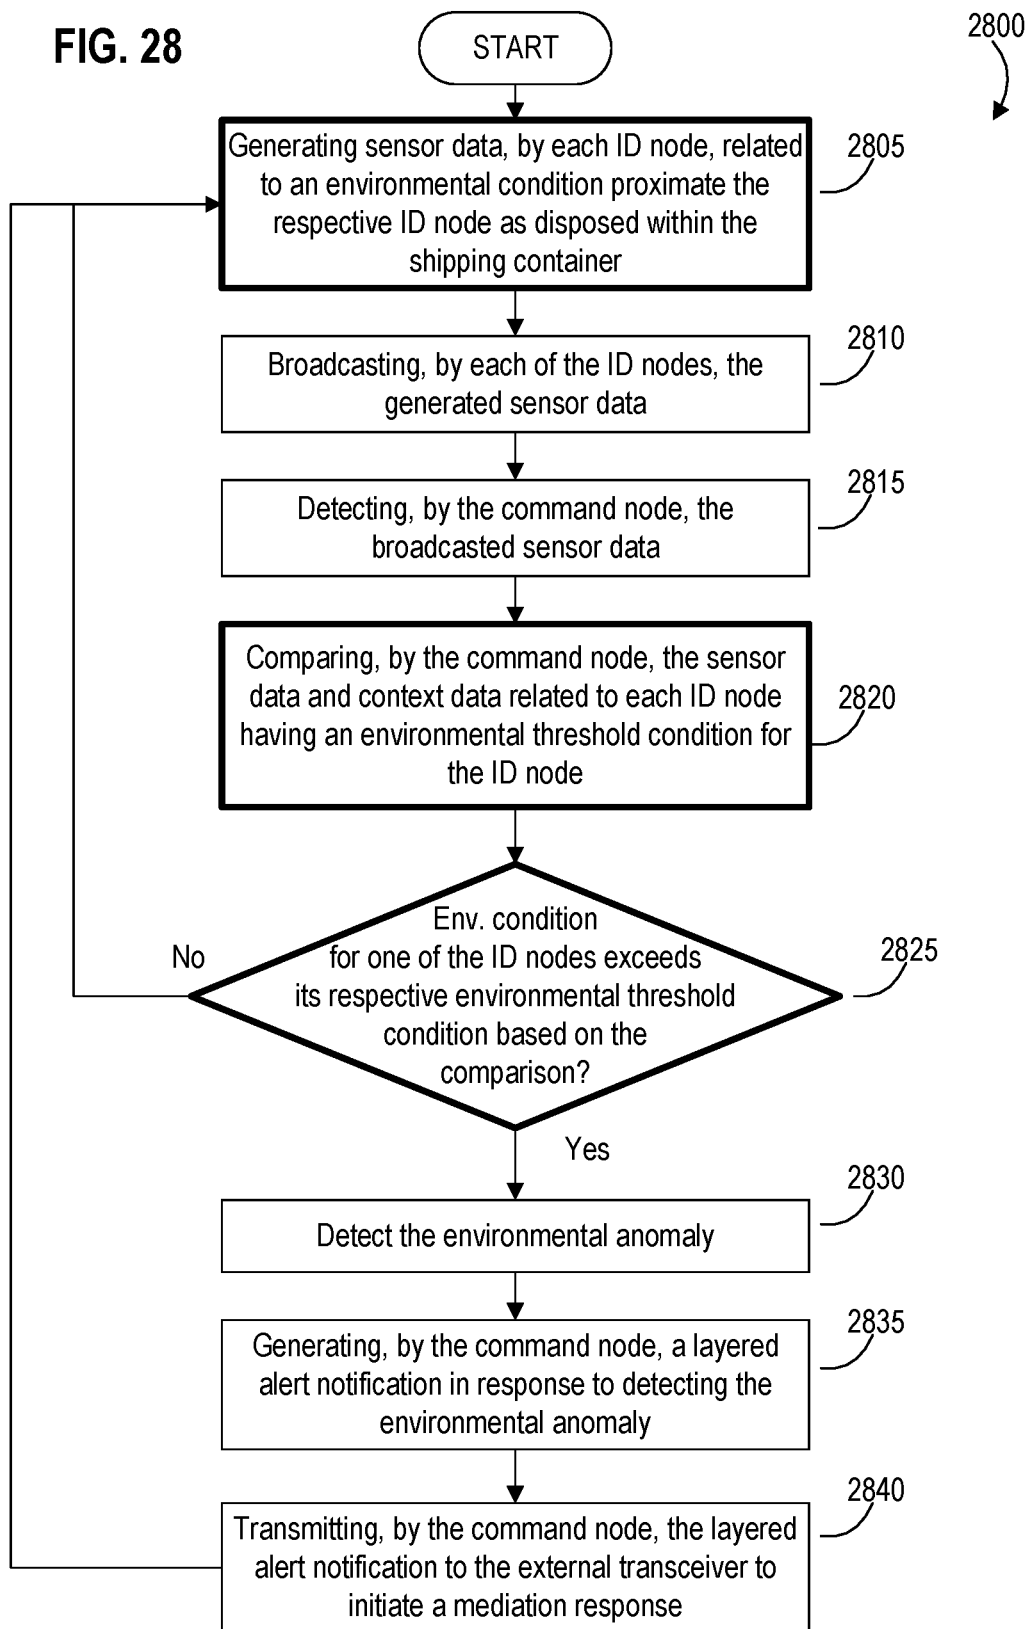 FIG. 28
START
2800
Generating sensor data, by each ID node, related
to an environmental condition proximate the
respective ID node as disposed within the
shipping container
2805
Broadcasting, by each of the ID nodes, the
generated sensor data
2810
Detecting, by the command node, the
broadcasted sensor data
2815
Comparing, by the command node, the sensor
data and context data related to each ID node
having an environmental threshold condition for
the ID node
2820
Env. condition
for one of the ID nodes exceeds
its respective environmental threshold
condition based on the
comparison?
2825
No
Yes
Detect the environmental anomaly
2830
Generating, by the command node, a layered
alert notification in response to detecting the
environmental anomaly
2835
Transmitting, by the command node, the layered
alert notification to the external transceiver to
initiate a mediation response
2840